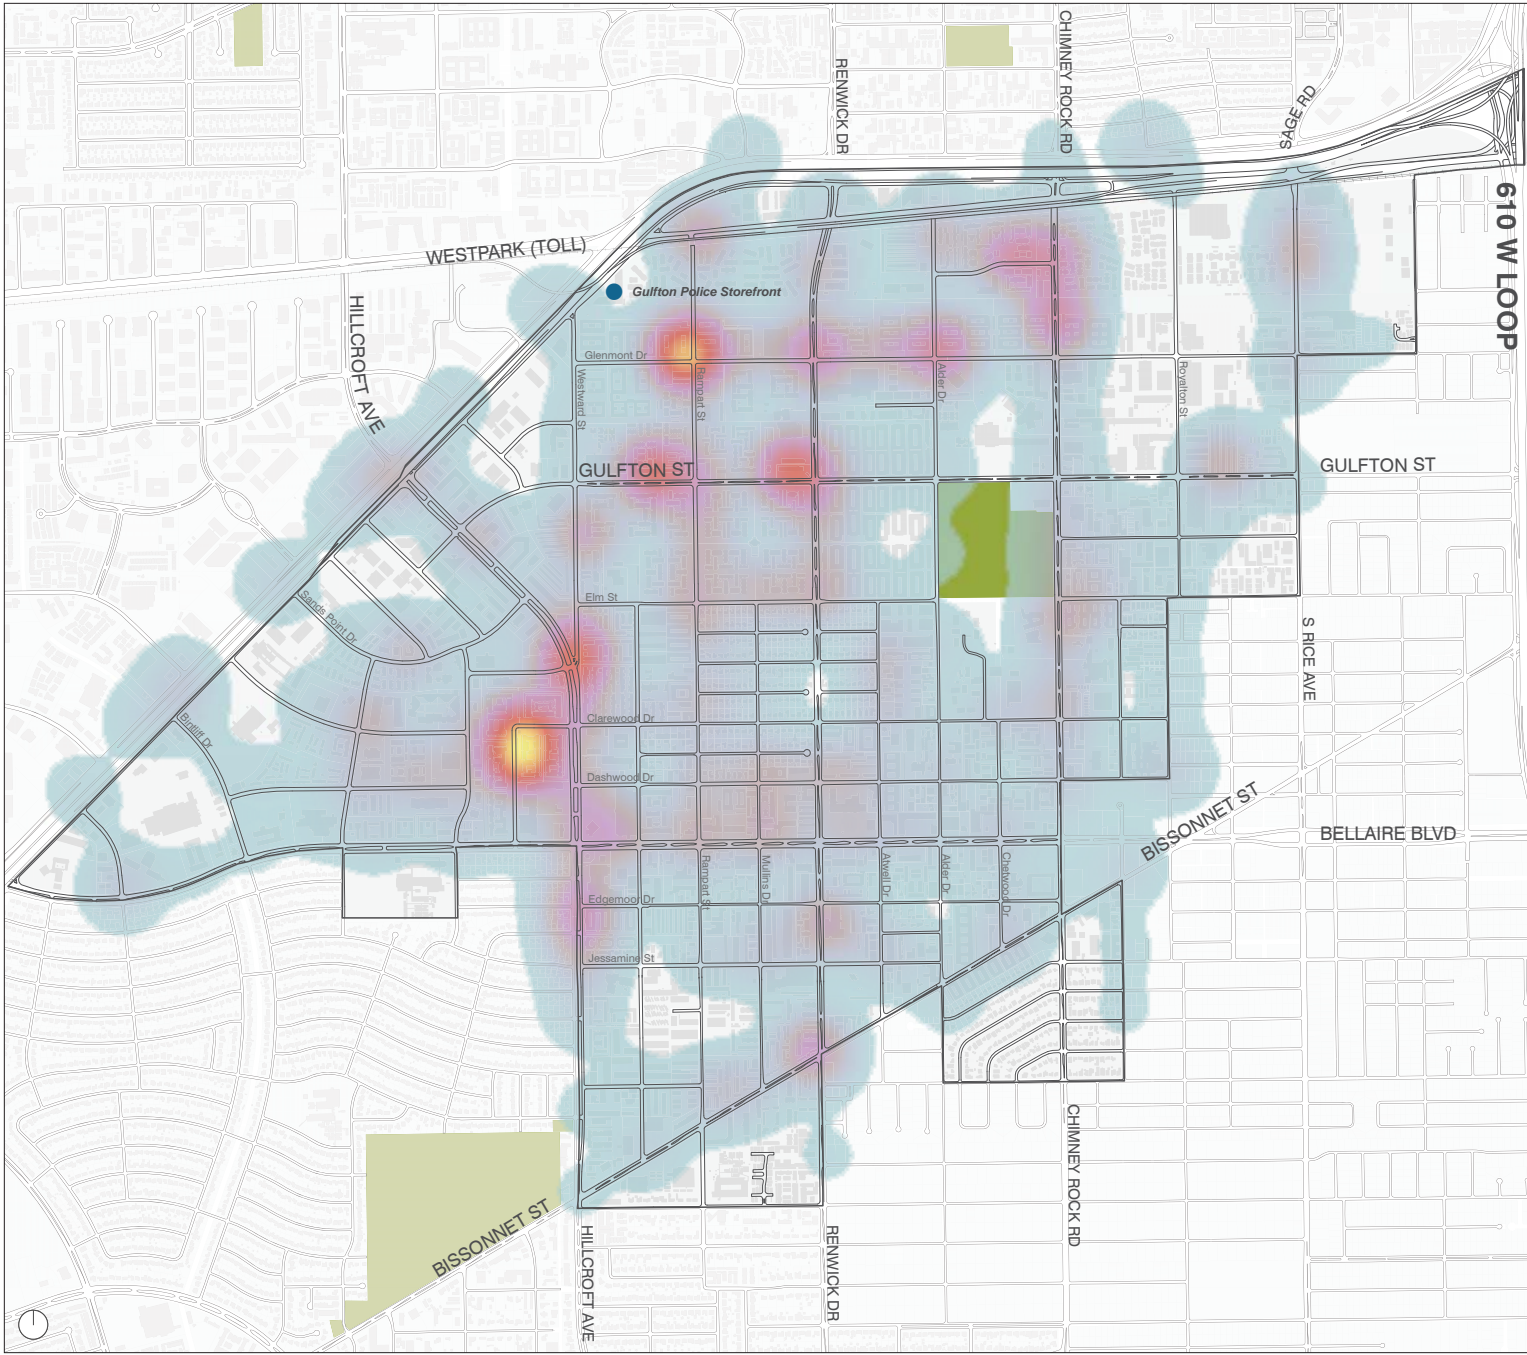 CHIMNEY ROCK RD
RENWICK DR
SAGE RD
610 W LOOP
WESTPARK (TOLL)
Gulfton Police Storefront
HILLCROFT AVE
Glenmont Dr
Westward St
Rampart St
Alder Dr
Royalton St
GULFTON ST
GULFTON ST
Elm St
Sands Point Dr
S RICE AVE
Bintliff Dr
Clarewood Dr
Dashwood Dr
BISSONNET ST
BELLAIRE BLVD
Rampart St
Mullins Dr
Atwell Dr
Alder Dr
Chetwood Dr
Edgemoor Dr
Jessamine St
CHIMNEY ROCK RD
BISSONNET ST
HILLCROFT AVE
RENWICK DR